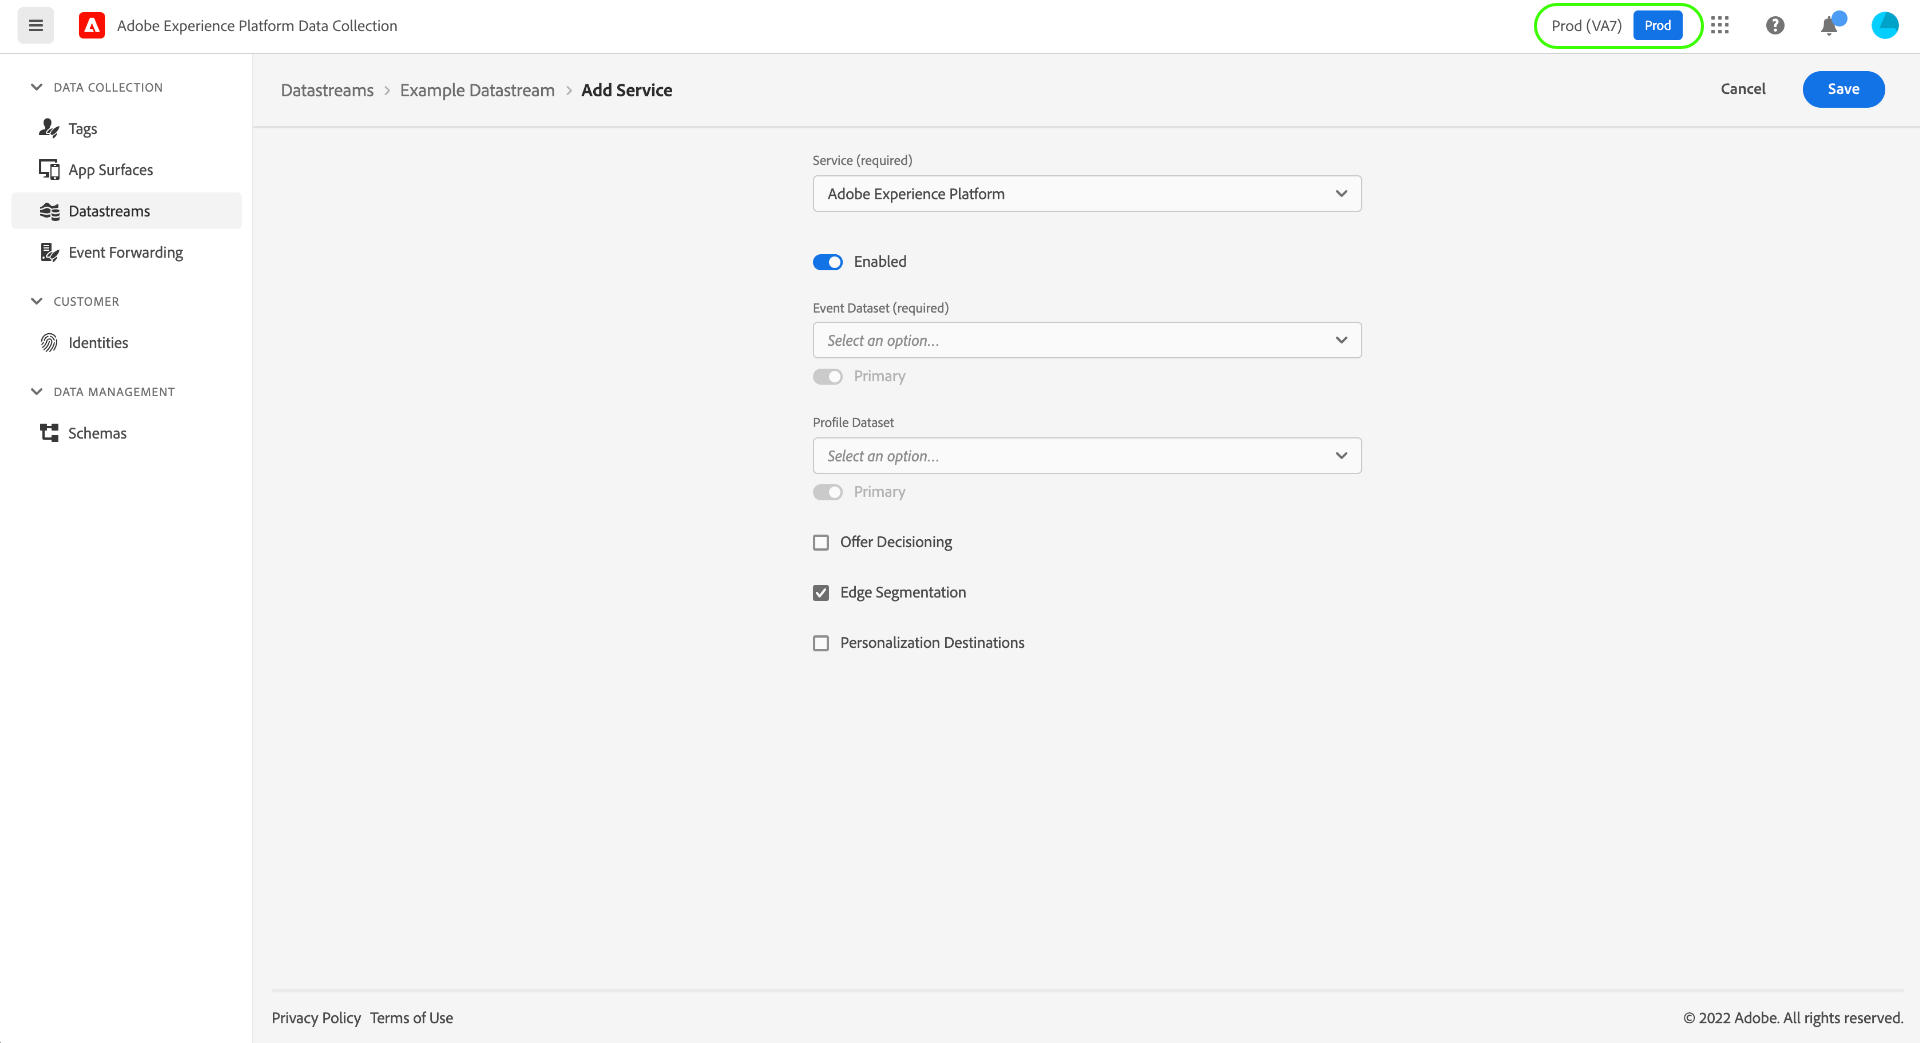 Adobe Experience Platform Data Collection
Prod (VA7) Prod
DATA COLLECTION
Tags
App Surfaces
Datastreams
Event Forwarding
CUSTOMER
Identities
DATA MANAGEMENT
Schemas
Datastreams > Example Datastream > Add Service
Cancel Save
Service (required)
Adobe Experience Platform
Enabled
Event Dataset (required)
Select an option...
Primary
Profile Dataset
Select an option...
Primary
Offer Decisioning
Edge Segmentation
Personalization Destinations
Privacy Policy Terms of Use
© 2022 Adobe. All rights reserved.